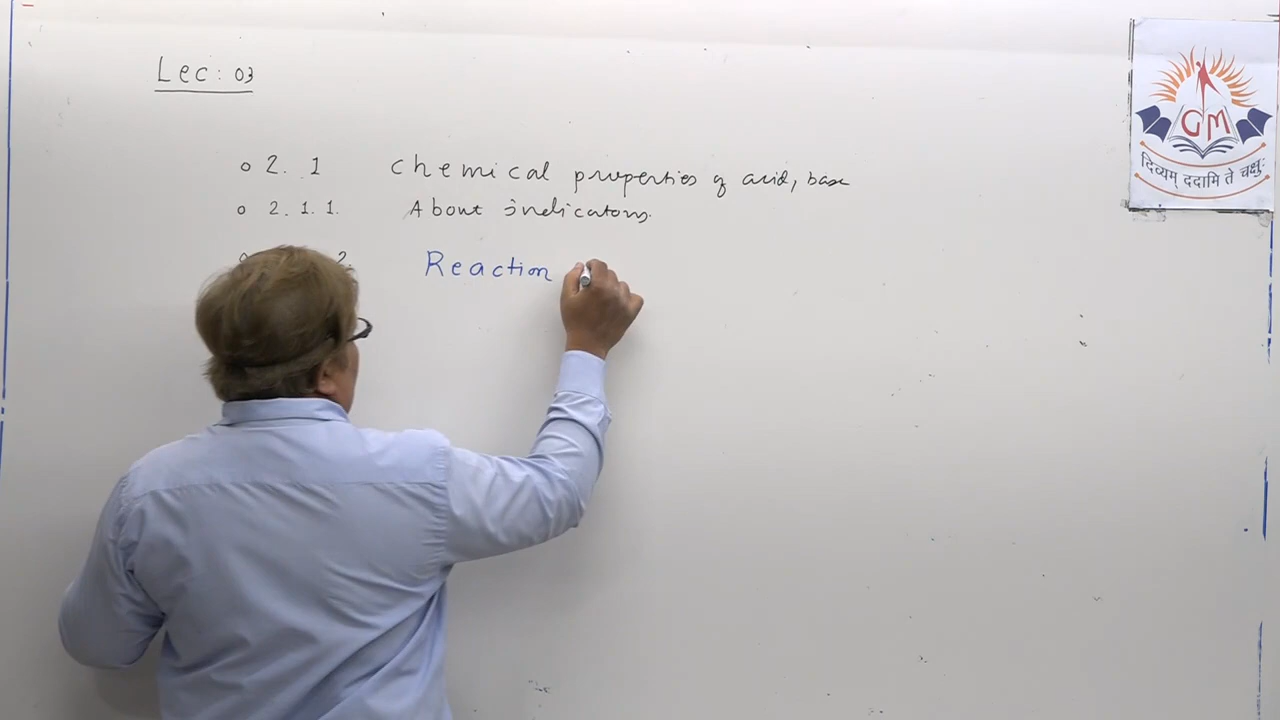 Lec: 03
2. 1 chemical properties of acid, base
2. 1. 1. About indicators.
2. Reaction
GM
दिव्यम् ददामि ते चक्षुः